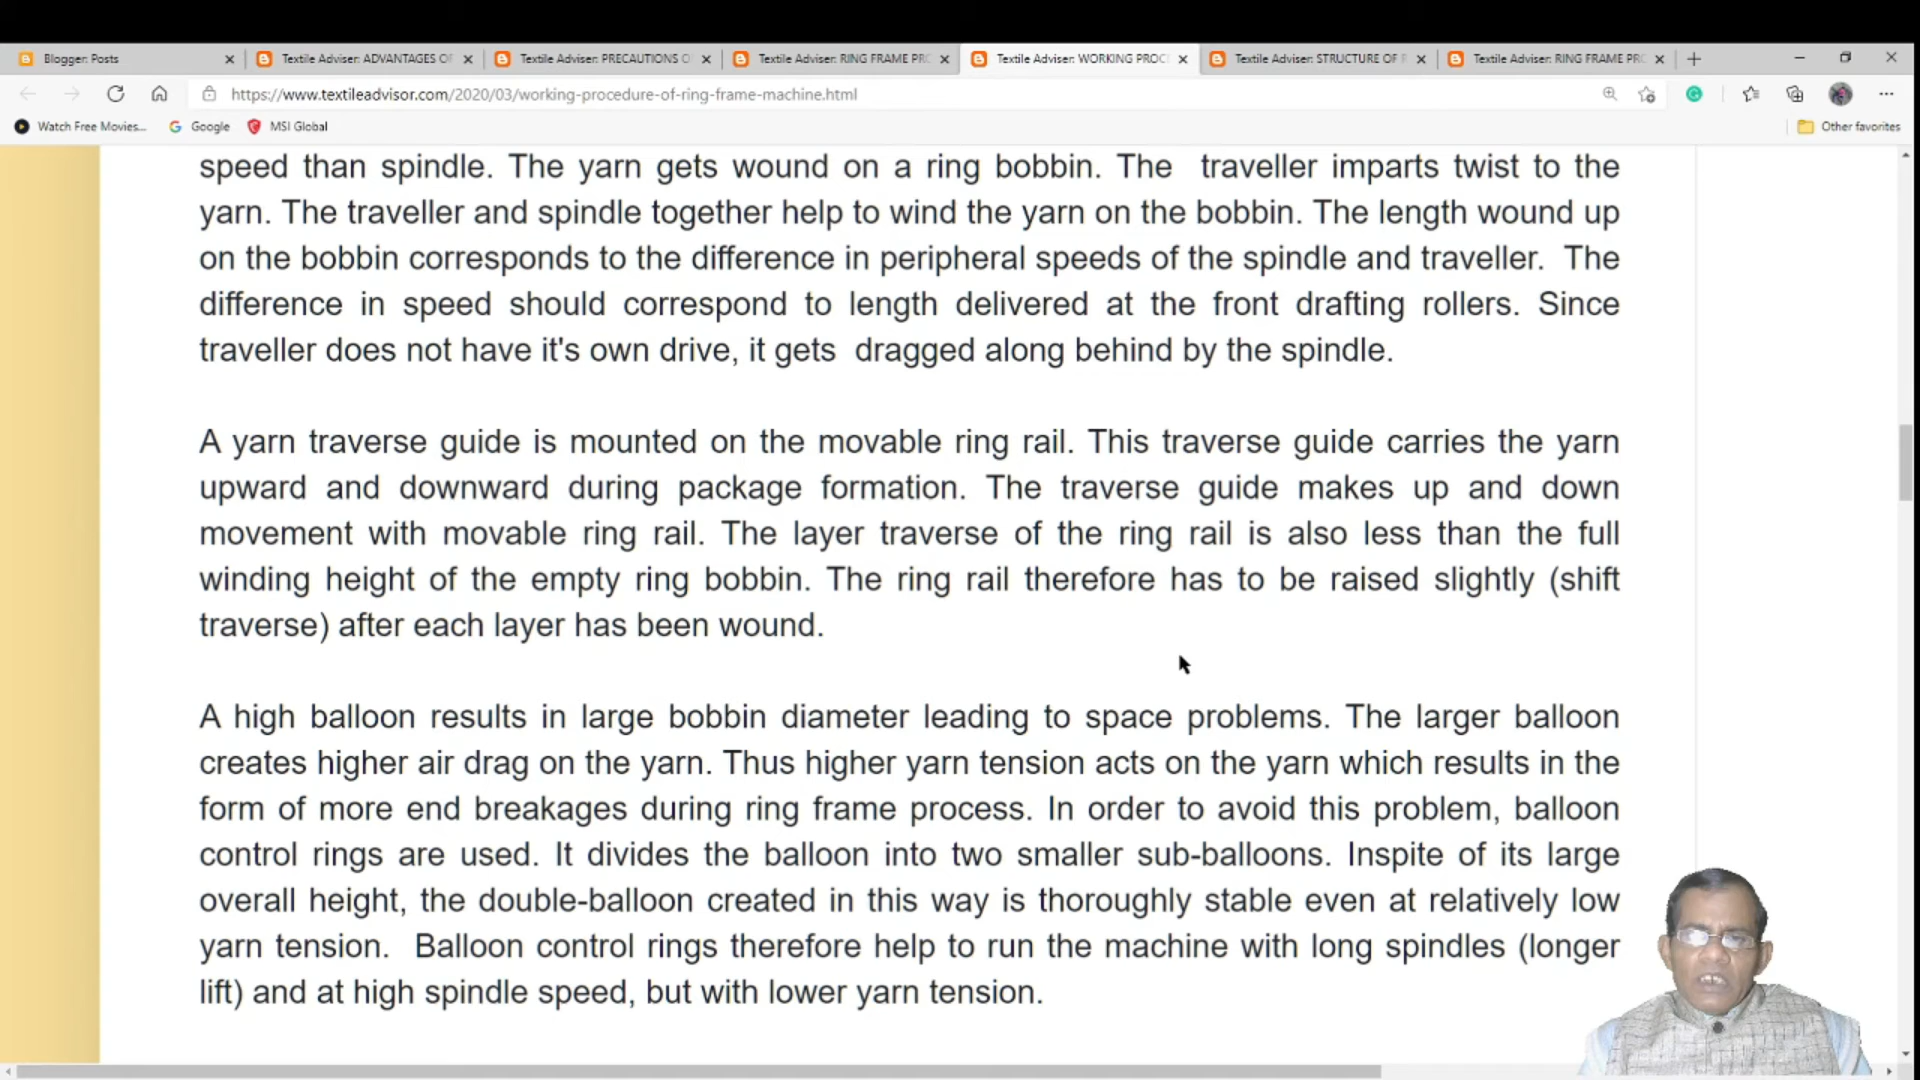 Blogger: Posts
Textile Adviser: ADVANTAGES OF
Textile Adviser: PRECAUTIONS O
Textile Adviser: RING FRAME PRO
Textile Adviser: WORKING PROC
Textile Adviser: STRUCTURE OF R
Textile Adviser: RING FRAME PRO
https://www.textileadvisor.com/2020/03/working-procedure-of-ring-frame-machine.html
Watch Free Movies...
Google
MSI Global
Other favorites
speed than spindle. The yarn gets wound on a ring bobbin. The traveller imparts twist to the
yarn. The traveller and spindle together help to wind the yarn on the bobbin. The length wound up
on the bobbin corresponds to the difference in peripheral speeds of the spindle and traveller. The
difference in speed should correspond to length delivered at the front drafting rollers. Since
traveller does not have it's own drive, it gets dragged along behind by the spindle.
A yarn traverse guide is mounted on the movable ring rail. This traverse guide carries the yarn
upward and downward during package formation. The traverse guide makes up and down
movement with movable ring rail. The layer traverse of the ring rail is also less than the full
winding height of the empty ring bobbin. The ring rail therefore has to be raised slightly (shift
traverse) after each layer has been wound.
A high balloon results in large bobbin diameter leading to space problems. The larger balloon
creates higher air drag on the yarn. Thus higher yarn tension acts on the yarn which results in the
form of more end breakages during ring frame process. In order to avoid this problem, balloon
control rings are used. It divides the balloon into two smaller sub-balloons. Inspite of its large
overall height, the double-balloon created in this way is thoroughly stable even at relatively low
yarn tension. Balloon control rings therefore help to run the machine with long spindles (longer
lift) and at high spindle speed, but with lower yarn tension.